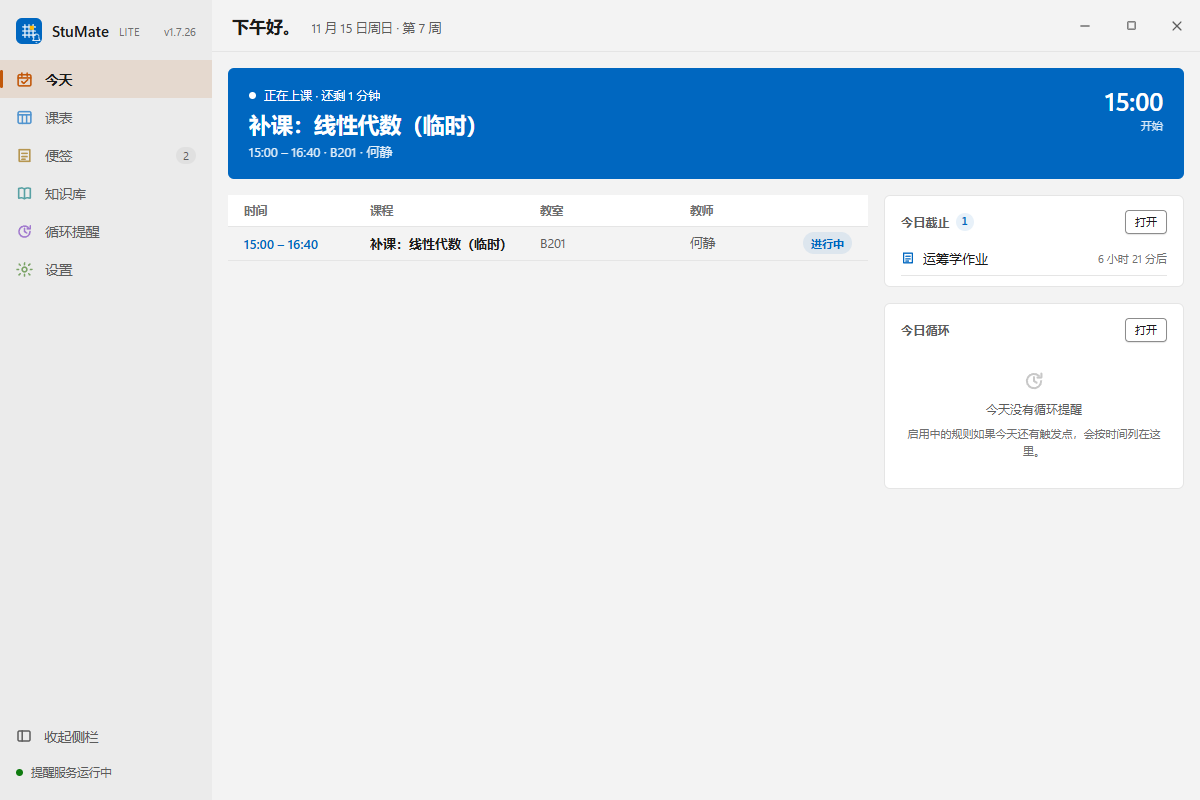 StuMate LITE v1.7.26
今天
课表
便签 2
知识库
循环提醒
设置
收起侧栏
提醒服务运行中
下午好。 11 月 15 日周日 · 第 7 周
正在上课 · 还剩 1 分钟
补课：线性代数（临时）
15:00 – 16:40 · B201 · 何静
15:00
开始
时间 课程 教室 教师
15:00 – 16:40 补课：线性代数（临时） B201 何静 进行中
今日截止 1 打开
运筹学作业 6 小时 21 分后
今日循环 打开
今天没有循环提醒
启用中的规则如果今天还有触发点，会按时间列在这
里。